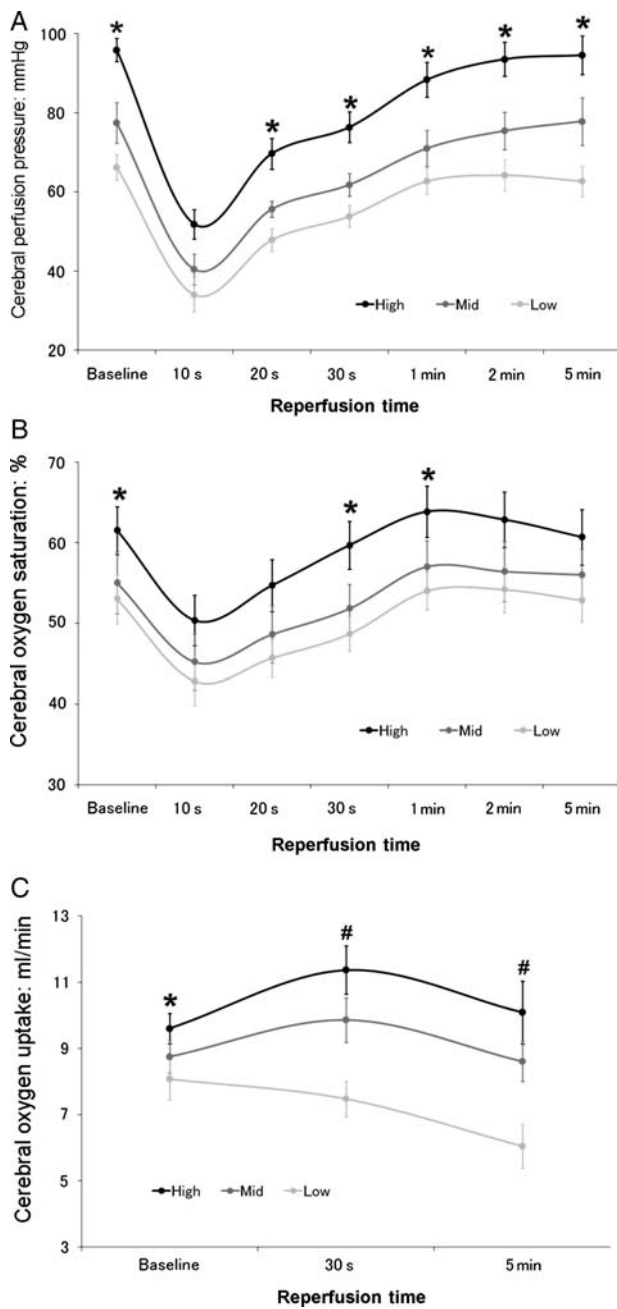 A
Cerebral perfusion pressure: mmHg
100
80
60
40
20
* * * * * *
High Mid Low
Baseline 10 s 20 s 30 s 1 min 2 min 5 min
Reperfusion time
B
Cerebral oxygen saturation: %
70
60
50
40
30
* * *
High Mid Low
Baseline 10 s 20 s 30 s 1 min 2 min 5 min
Reperfusion time
C
Cerebral oxygen uptake: ml/min
13
11
9
7
5
3
* # #
High Mid Low
Baseline 30 s 5 min
Reperfusion time